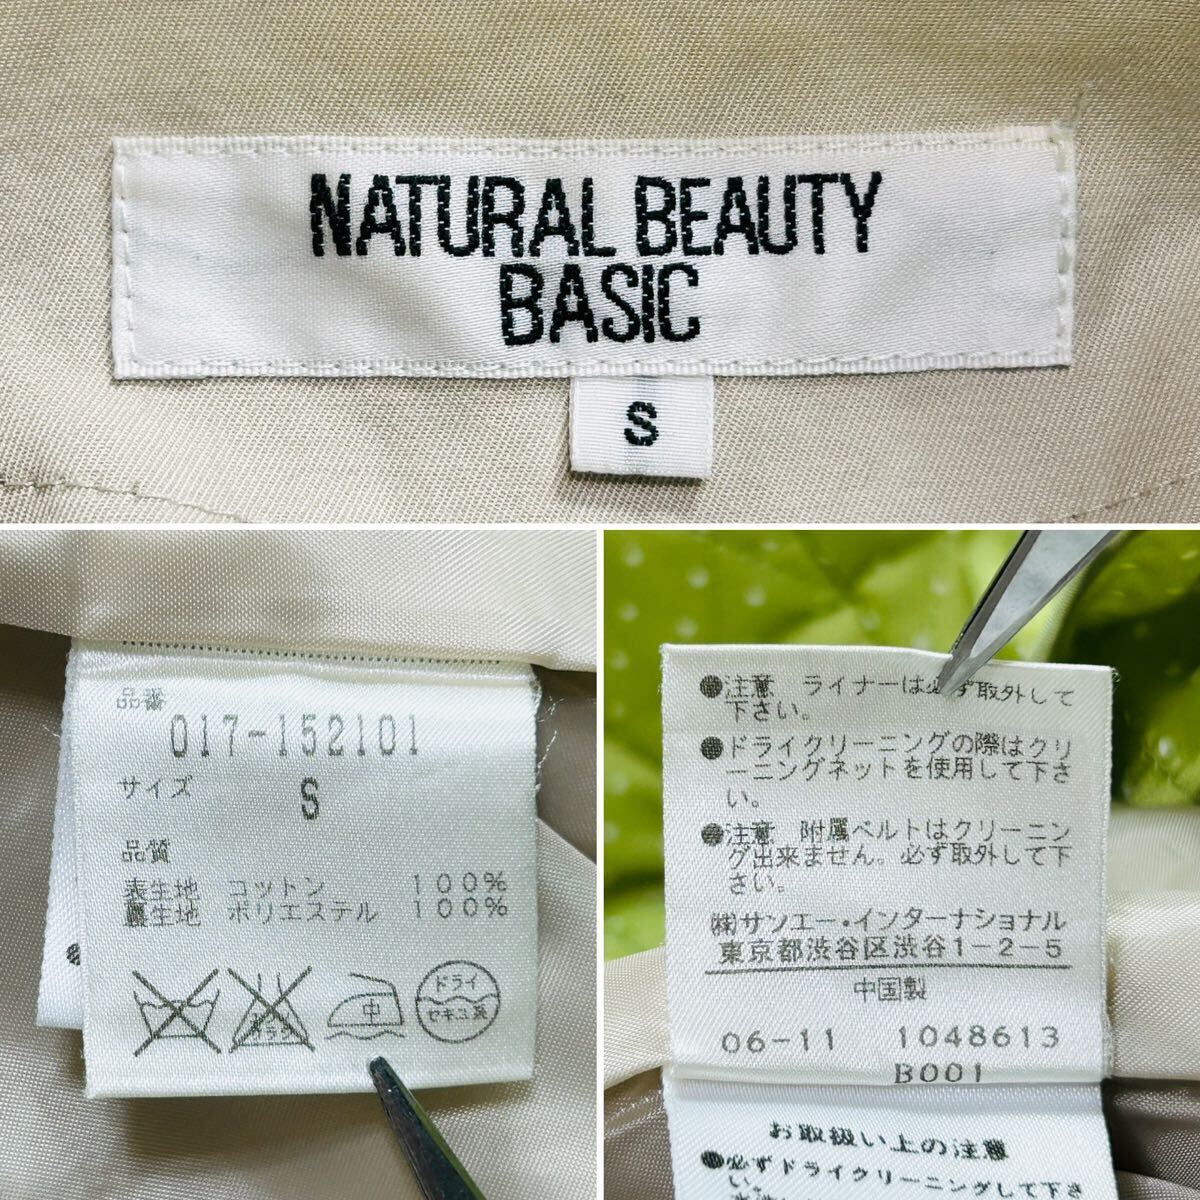 NATURAL BEAUTY
BASIC
S
品番
017-152101
サイズ
S
品質
表生地 コットン 100%
裏生地 ポリエステル 100%
中
ドライ
セキユ系
●注意 ライナーは必ず取外して
下さい。
●ドライクリーニングの際はクリ
ーニングネットを使用して下さ
い。
●注意 附属ベルトはクリーニン
グ出来ません。必ず取外して下
さい。
㈱サンエー・インターナショナル
東京都渋谷区渋谷1-2-5
中国製
06-11 1048613
B001
お取扱い上の注意
●必ずドライクリーニングして下さ
い。